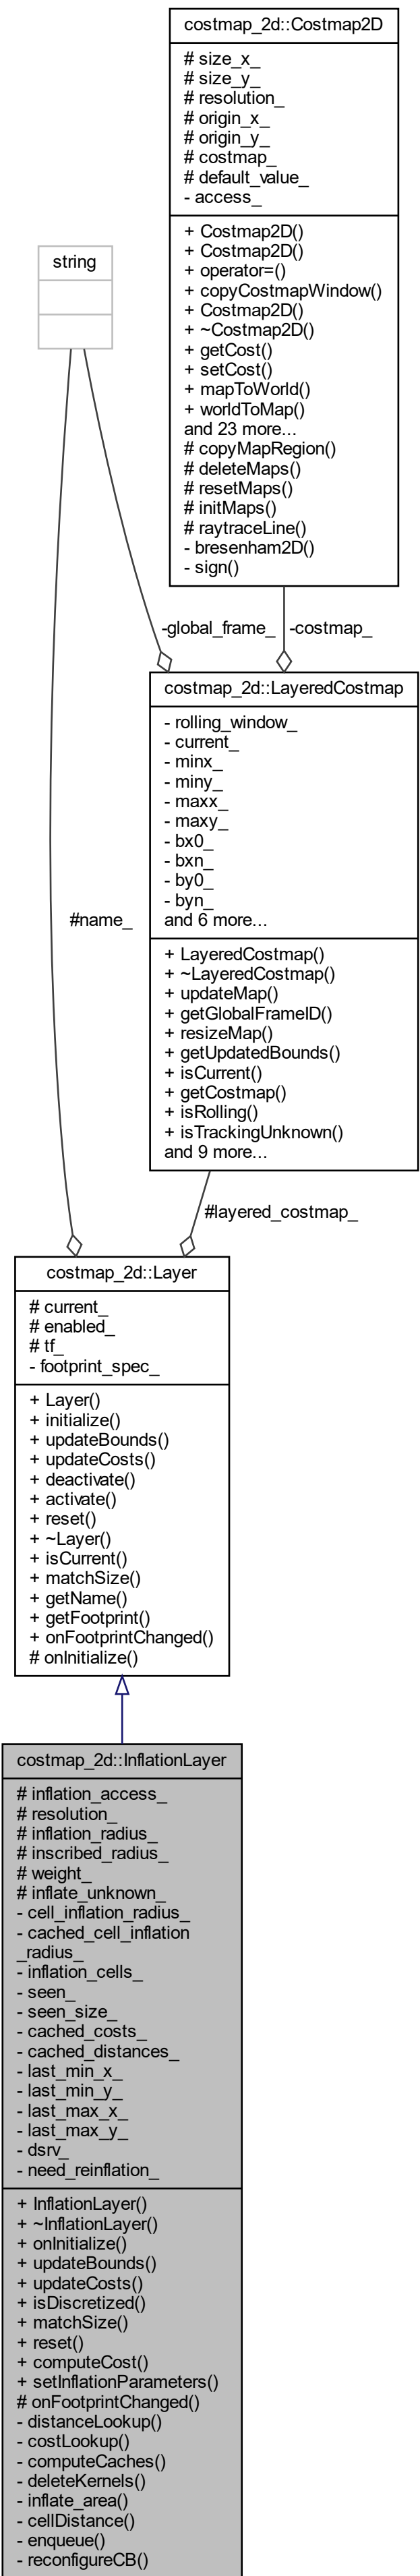 costmap_2d::Costmap2D
# size_x_
# size_y_
# resolution_
# origin_x_
# origin_y_
# costmap_
# default_value_
- access_
+ Costmap2D()
+ Costmap2D()
+ operator=()
+ copyCostmapWindow()
+ Costmap2D()
+ ~Costmap2D()
+ getCost()
+ setCost()
+ mapToWorld()
+ worldToMap()
and 23 more...
# copyMapRegion()
# deleteMaps()
# resetMaps()
# initMaps()
# raytraceLine()
- bresenham2D()
- sign()
string
-global_frame_
-costmap_
costmap_2d::LayeredCostmap
- rolling_window_
- current_
- minx_
- miny_
- maxx_
- maxy_
- bx0_
- bxn_
- by0_
- byn_
and 6 more...
+ LayeredCostmap()
+ ~LayeredCostmap()
+ updateMap()
+ getGlobalFrameID()
+ resizeMap()
+ getUpdatedBounds()
+ isCurrent()
+ getCostmap()
+ isRolling()
+ isTrackingUnknown()
and 9 more...
#name_
#layered_costmap_
costmap_2d::Layer
# current_
# enabled_
# tf_
- footprint_spec_
+ Layer()
+ initialize()
+ updateBounds()
+ updateCosts()
+ deactivate()
+ activate()
+ reset()
+ ~Layer()
+ isCurrent()
+ matchSize()
+ getName()
+ getFootprint()
+ onFootprintChanged()
# onInitialize()
costmap_2d::InflationLayer
# inflation_access_
# resolution_
# inflation_radius_
# inscribed_radius_
# weight_
# inflate_unknown_
- cell_inflation_radius_
- cached_cell_inflation
_radius_
- inflation_cells_
- seen_
- seen_size_
- cached_costs_
- cached_distances_
- last_min_x_
- last_min_y_
- last_max_x_
- last_max_y_
- dsrv_
- need_reinflation_
+ InflationLayer()
+ ~InflationLayer()
+ onInitialize()
+ updateBounds()
+ updateCosts()
+ isDiscretized()
+ matchSize()
+ reset()
+ computeCost()
+ setInflationParameters()
# onFootprintChanged()
- distanceLookup()
- costLookup()
- computeCaches()
- deleteKernels()
- inflate_area()
- cellDistance()
- enqueue()
- reconfigureCB()